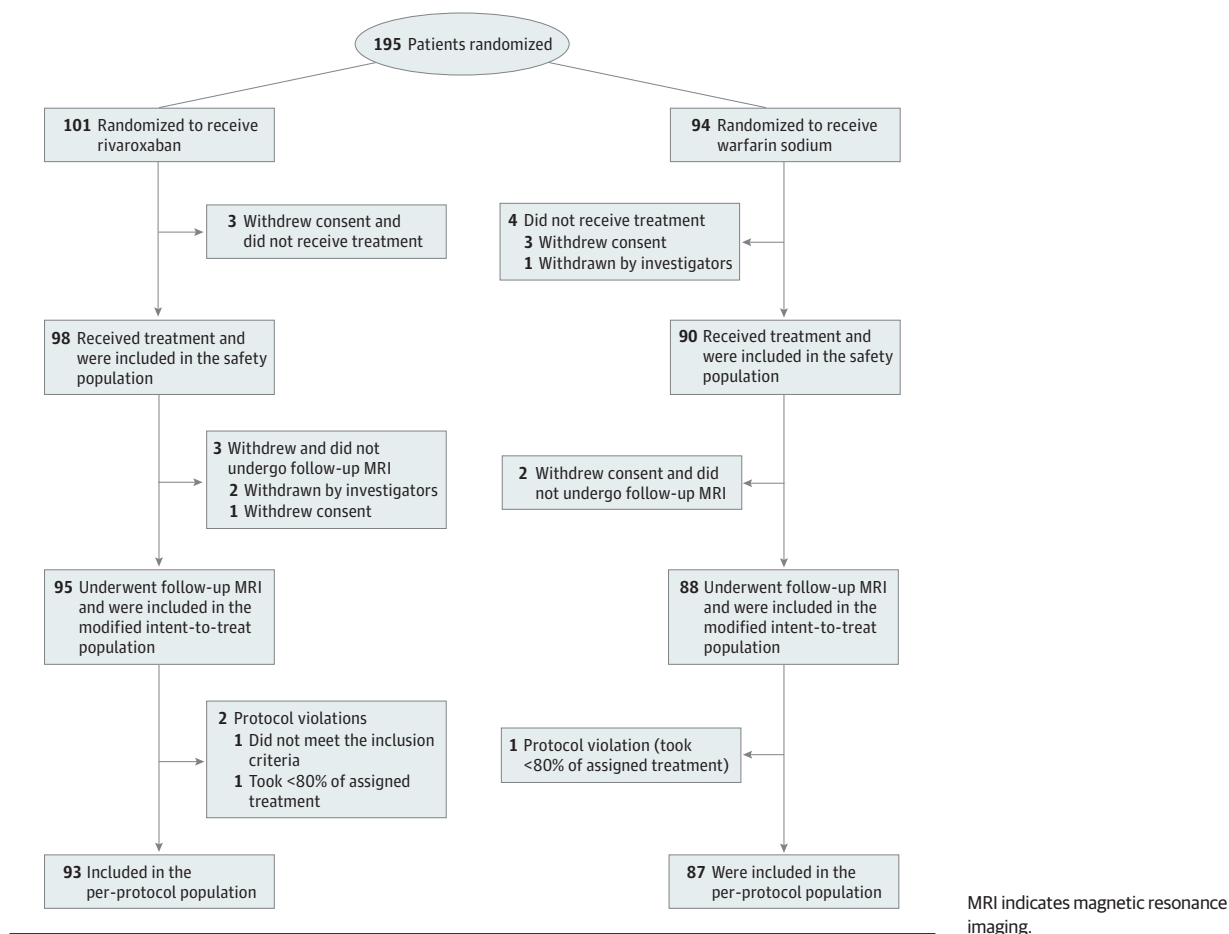 195 Patients randomized
101 Randomized to receive
rivaroxaban
94 Randomized to receive
warfarin sodium
3 Withdrew consent and
did not receive treatment
4 Did not receive treatment
3 Withdrew consent
1 Withdrawn by investigators
98 Received treatment and
were included in the safety
population
90 Received treatment and
were included in the safety
population
3 Withdrew and did not
undergo follow-up MRI
2 Withdrawn by investigators
1 Withdrew consent
2 Withdrew consent and did
not undergo follow-up MRI
95 Underwent follow-up MRI
and were included in the
modified intent-to-treat
population
88 Underwent follow-up MRI
and were included in the
modified intent-to-treat
population
2 Protocol violations
1 Did not meet the inclusion
criteria
1 Took <80% of assigned
treatment
1 Protocol violation (took
<80% of assigned treatment)
93 Included in the
per-protocol population
87 Were included in the
per-protocol population
MRI indicates magnetic resonance
imaging.